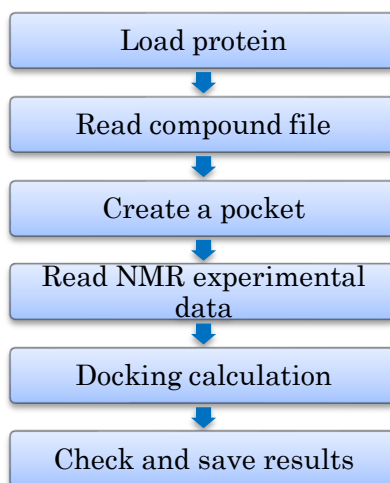 Load protein
Read compound file
Create a pocket
Read NMR experimental
data
Docking calculation
Check and save results